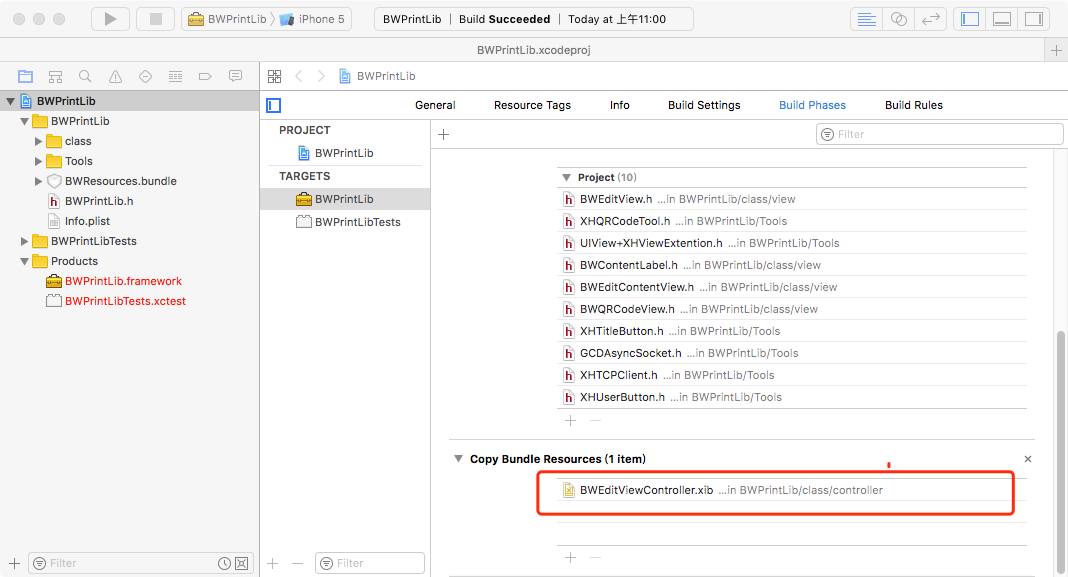 BWPrintLib iPhone 5
BWPrintLib | Build Succeeded | Today at 上午11:00
BWPrintLib.xcodeproj
BWPrintLib
General Resource Tags Info Build Settings Build Phases Build Rules
BWPrintLib
BWPrintLib
class
Tools
BWResources.bundle
BWPrintLib.h
Info.plist
BWPrintLibTests
Products
BWPrintLib.framework
BWPrintLibTests.xctest
Filter
PROJECT
BWPrintLib
TARGETS
BWPrintLib
BWPrintLibTests
Filter
Filter
Project (10)
BWEditView.h ...in BWPrintLib/class/view
XHQRCodeTool.h ...in BWPrintLib/Tools
UIView+XHViewExtention.h ...in BWPrintLib/Tools
BWContentLabel.h ...in BWPrintLib/class/view
BWEditContentView.h ...in BWPrintLib/class/view
BWQRCodeView.h ...in BWPrintLib/class/view
XHTitleButton.h ...in BWPrintLib/Tools
GCDAsyncSocket.h ...in BWPrintLib/Tools
XHTCPClient.h ...in BWPrintLib/Tools
XHUserButton.h ...in BWPrintLib/Tools
Copy Bundle Resources (1 item)
BWEditViewController.xib ...in BWPrintLib/class/controller